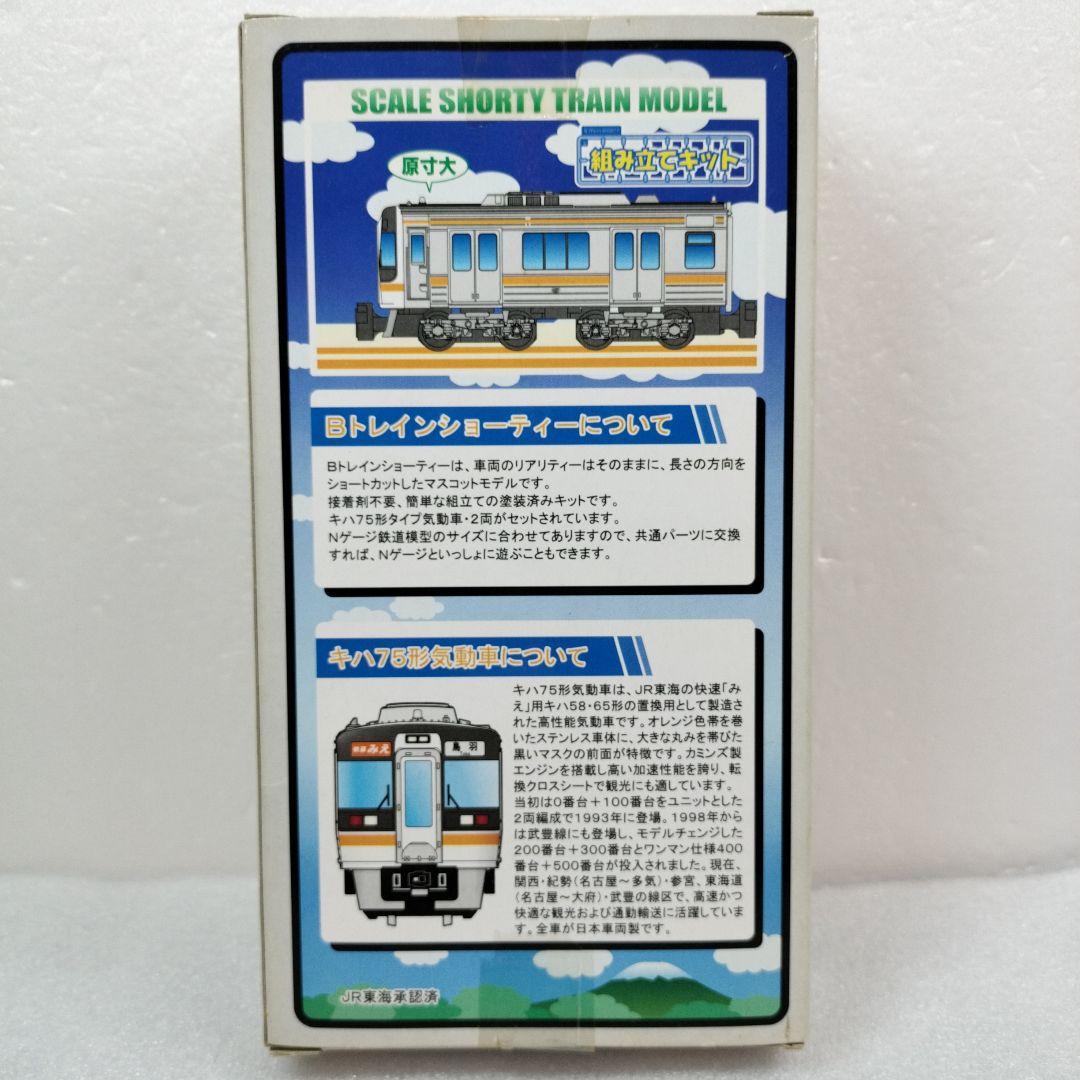 SCALE SHORTY TRAIN MODEL
組み立てキット
原寸大
Bトレインショーティーについて
Bトレインショーティーは、車両のリアリティーはそのままに、長さの方向を
ショートカットしたマスコットモデルです。
接着剤不要、簡単な組立ての塗装済みキットです。
キハ75形タイプ気動車・2両がセットされています。
Nゲージ鉄道模型のサイズに合わせてありますので、共通パーツに交換
すれば、Nゲージといっしょに遊ぶこともできます。
キハ75形気動車について
キハ75形気動車は、JR東海の快速「み
え」用キハ58・65形の置換用として製造さ
れた高性能気動車です。オレンジ色帯を巻
いたステンレス車体に、大きな丸みを帯びた
黒いマスクの前面が特徴です。カミンズ製
エンジンを搭載し高い加速性能を誇り、転
換クロスシートで観光にも適しています。
当初は0番台+100番台をユニットとした
2両編成で1993年に登場。1998年から
は武豊線にも登場し、モデルチェンジした
200番台+300番台とワンマン仕様400
番台+500番台が投入されました。現在、
関西・紀勢(名古屋～多気)・参宮、東海道
(名古屋～大府)・武豊の線区で、高速かつ
快適な観光および通勤輸送に活躍していま
す。全車が日本車両製です。
快速みえ
鳥羽
JR東海承認済